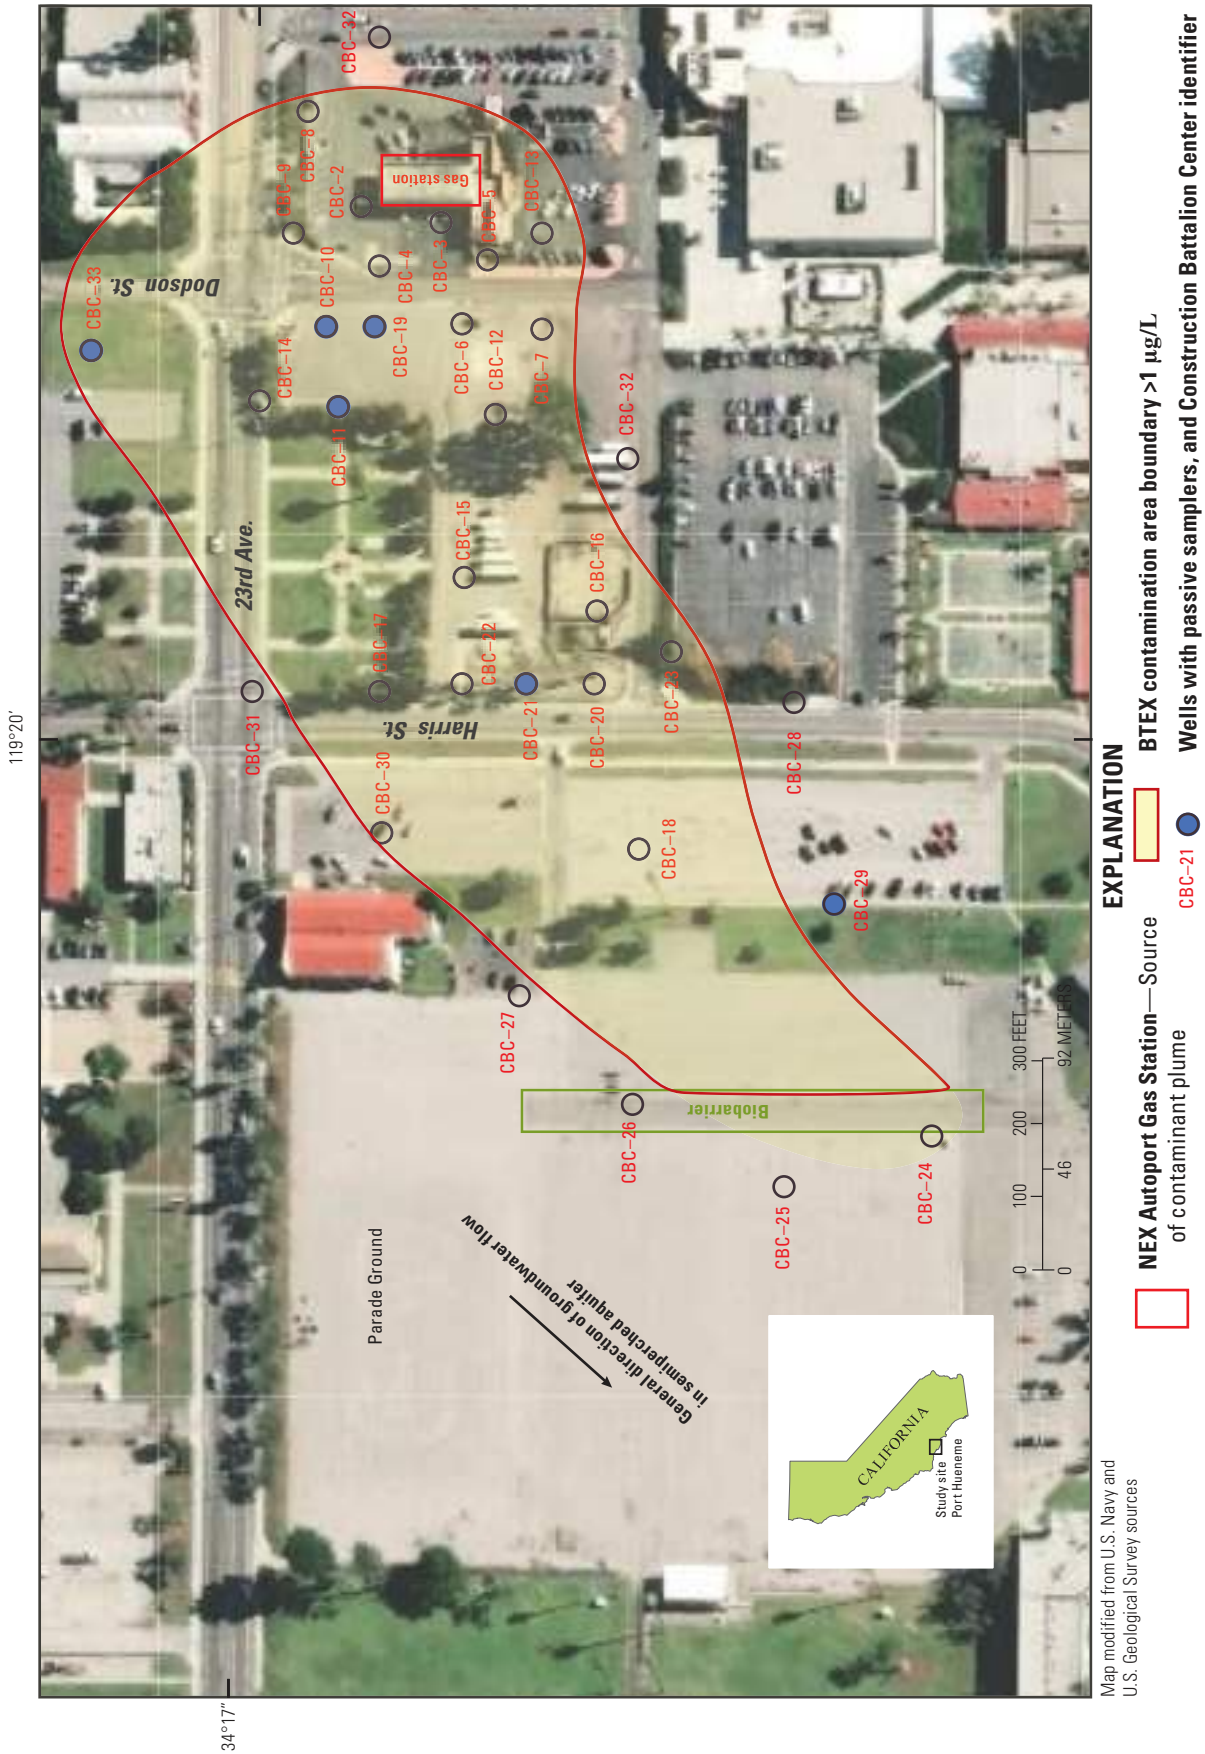 119°20'
34°17"
CBC–33
Dodson St.
CBC–32
CBC–8
CBC–9
CBC–2
Gas station
CBC–10
CBC–14
CBC–4
CBC–3
CBC–5
CBC–13
CBC–19
CBC–11
CBC–6
CBC–12
CBC–7
CBC–32
23rd Ave.
CBC–15
CBC–16
CBC–17
CBC–22
CBC–31
Harris St.
CBC–21
CBC–20
CBC–23
CBC–28
CBC–30
CBC–18
CBC–29
CBC–27
CBC–26
Biobarrier
CBC–24
CBC–25
Parade Ground
General direction of groundwater flow
in semiperched aquifer
0 100 200 300 FEET
0 46 92 METERS
CALIFORNIA
Study site
Port Hueneme
Map modified from U.S. Navy and
U.S. Geological Survey sources
EXPLANATION
NEX Autoport Gas Station—Source
of contaminant plume
BTEX contamination area boundary >1 µg/L
CBC–21
Wells with passive samplers, and Construction Battalion Center identifier